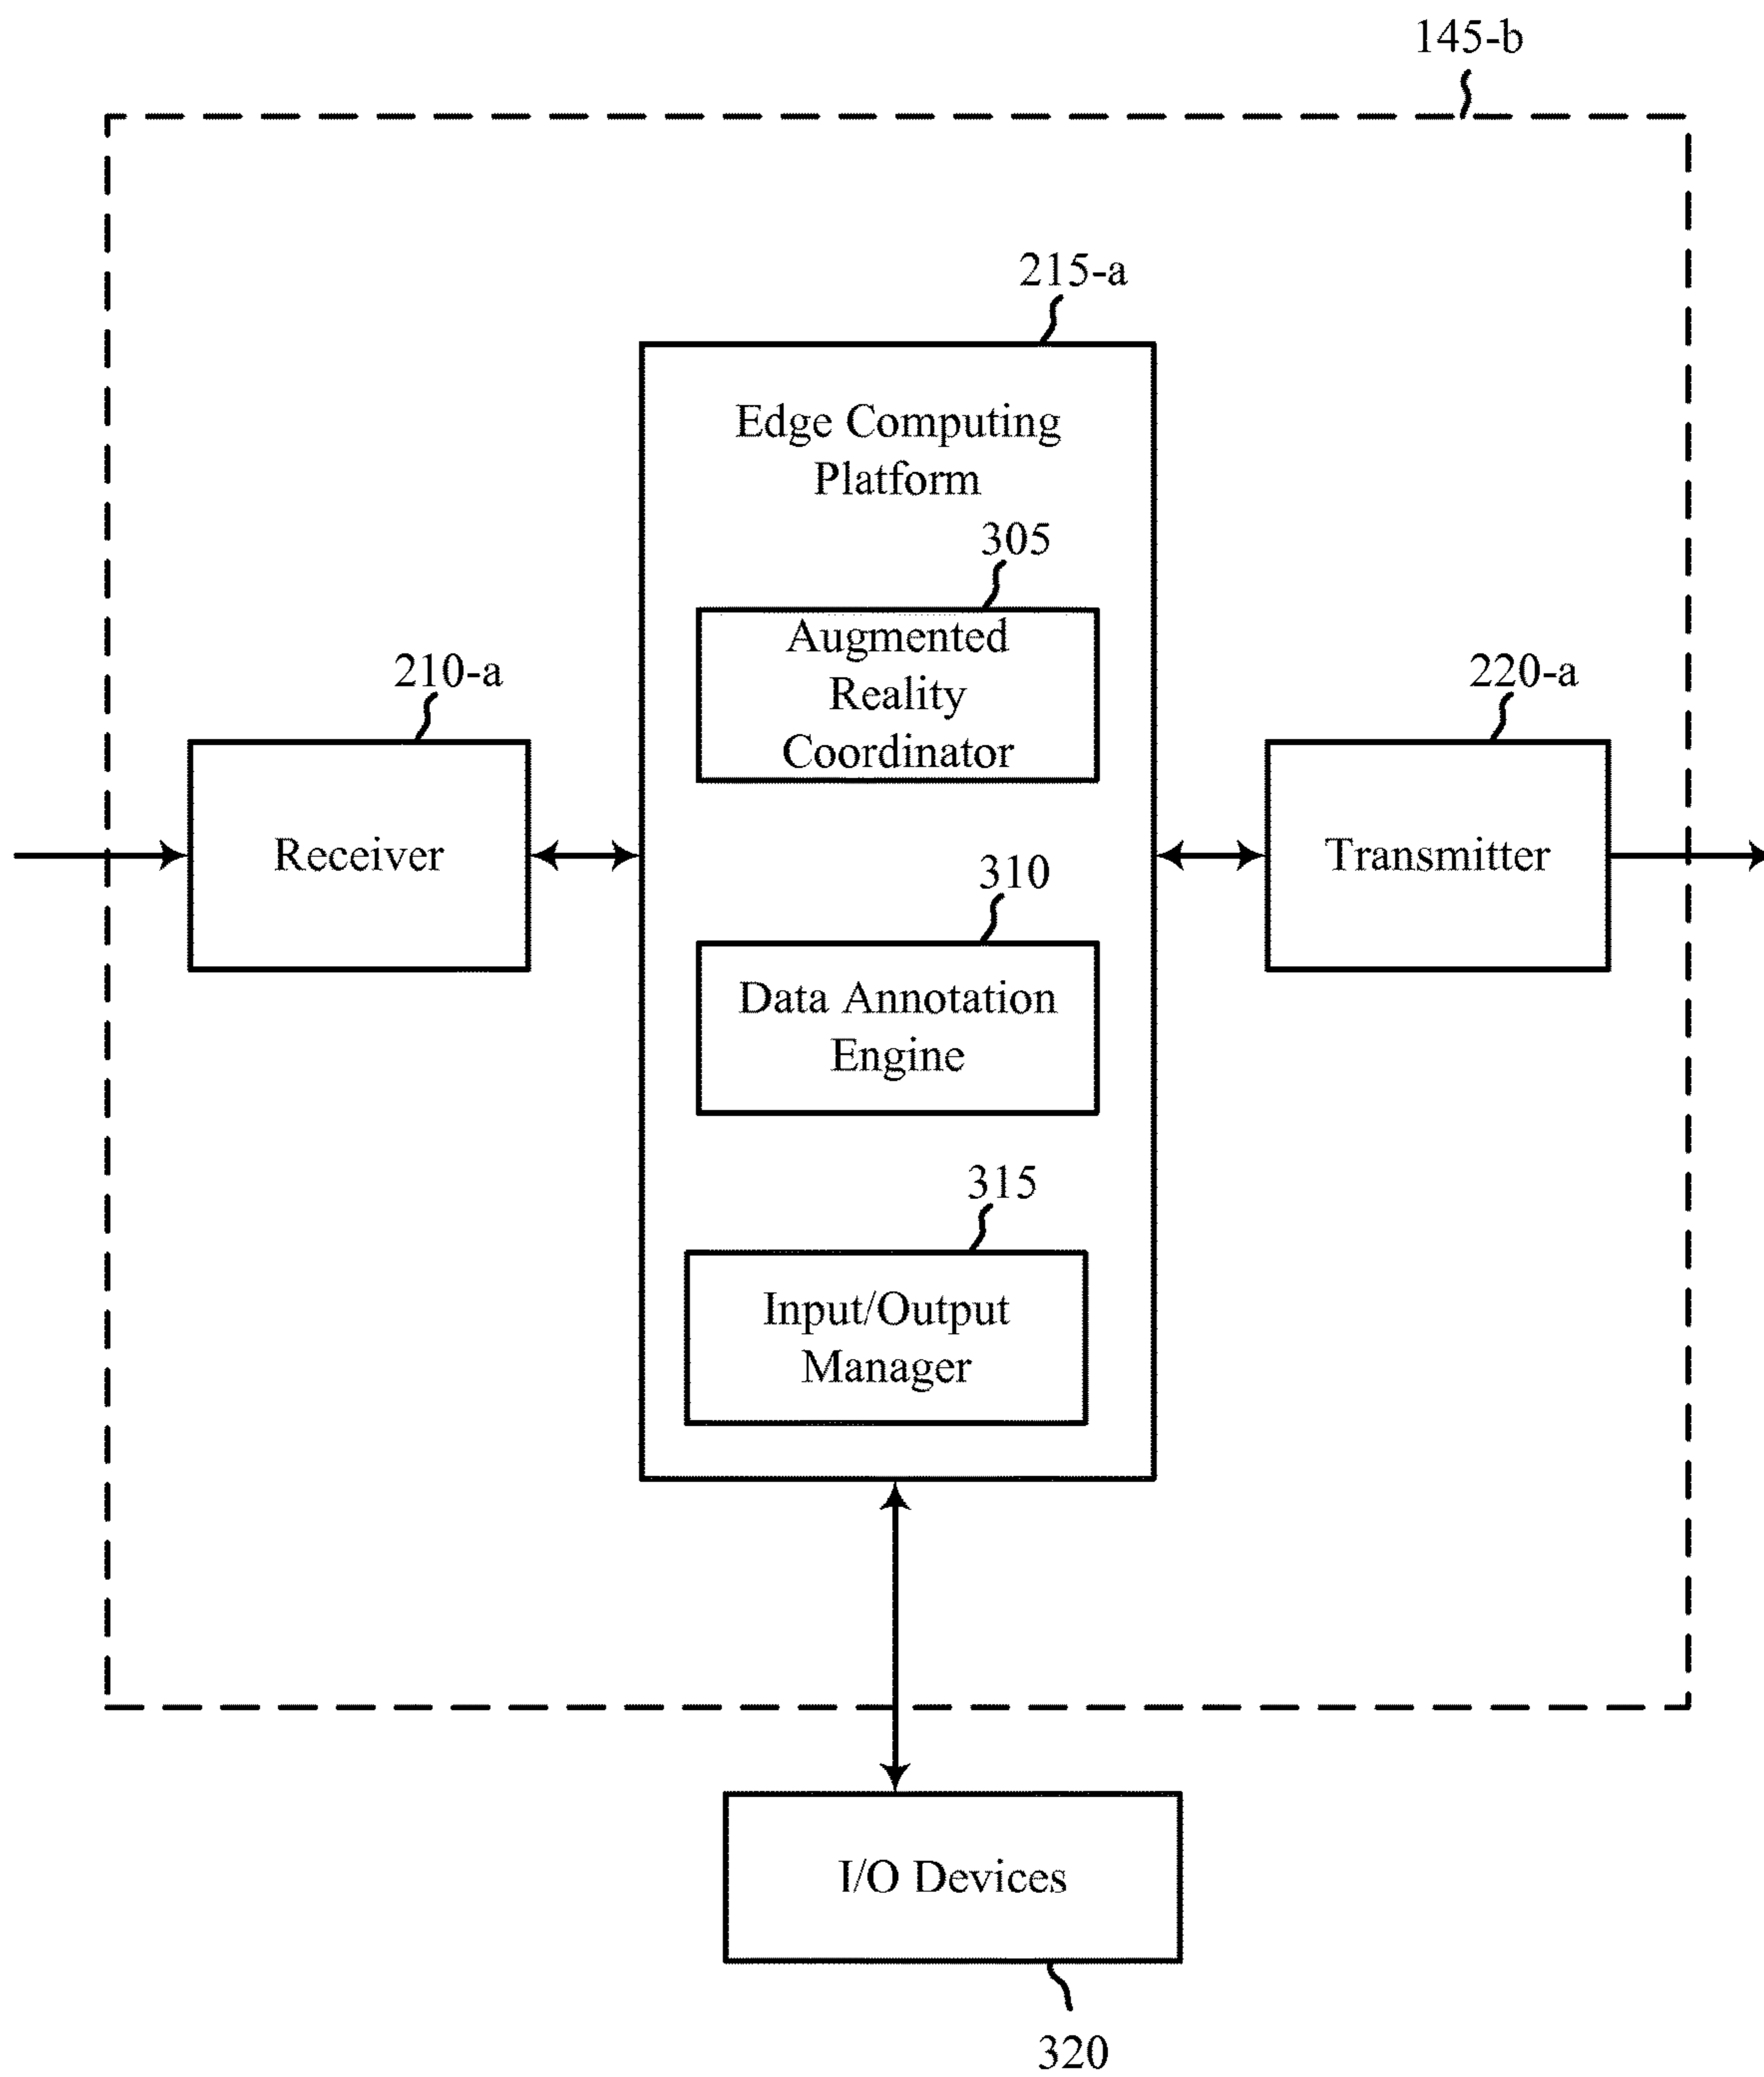 145-b
215-a
Edge Computing
Platform
305
Augmented
Reality
Coordinator
210-a
Receiver
220-a
Transmitter
310
Data Annotation
Engine
315
Input/Output
Manager
I/O Devices
320